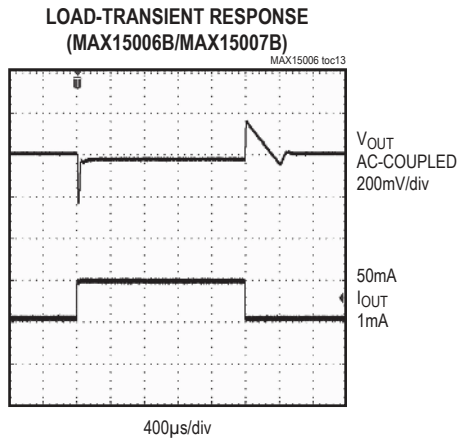 LOAD-TRANSIENT RESPONSE
(MAX15006B/MAX15007B)
MAX15006 toc13
VOUT
AC-COUPLED
200mV/div
50mA
IOUT
1mA
400µs/div